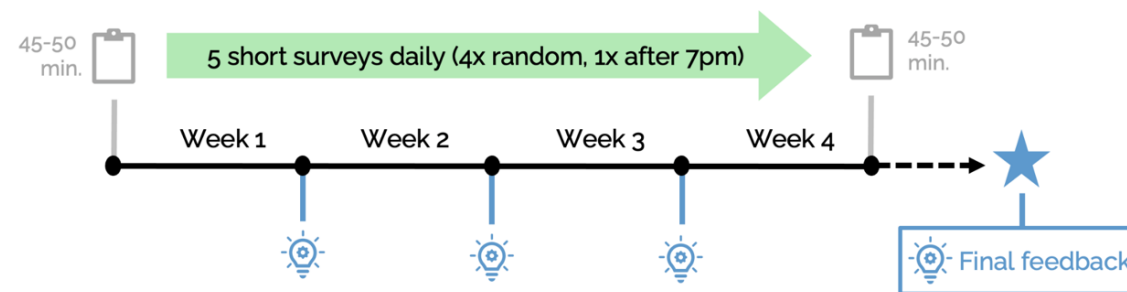 45-50
min.
5 short surveys daily (4x random, 1x after 7pm)
45-50
min.
Week 1
Week 2
Week 3
Week 4
Final feedback